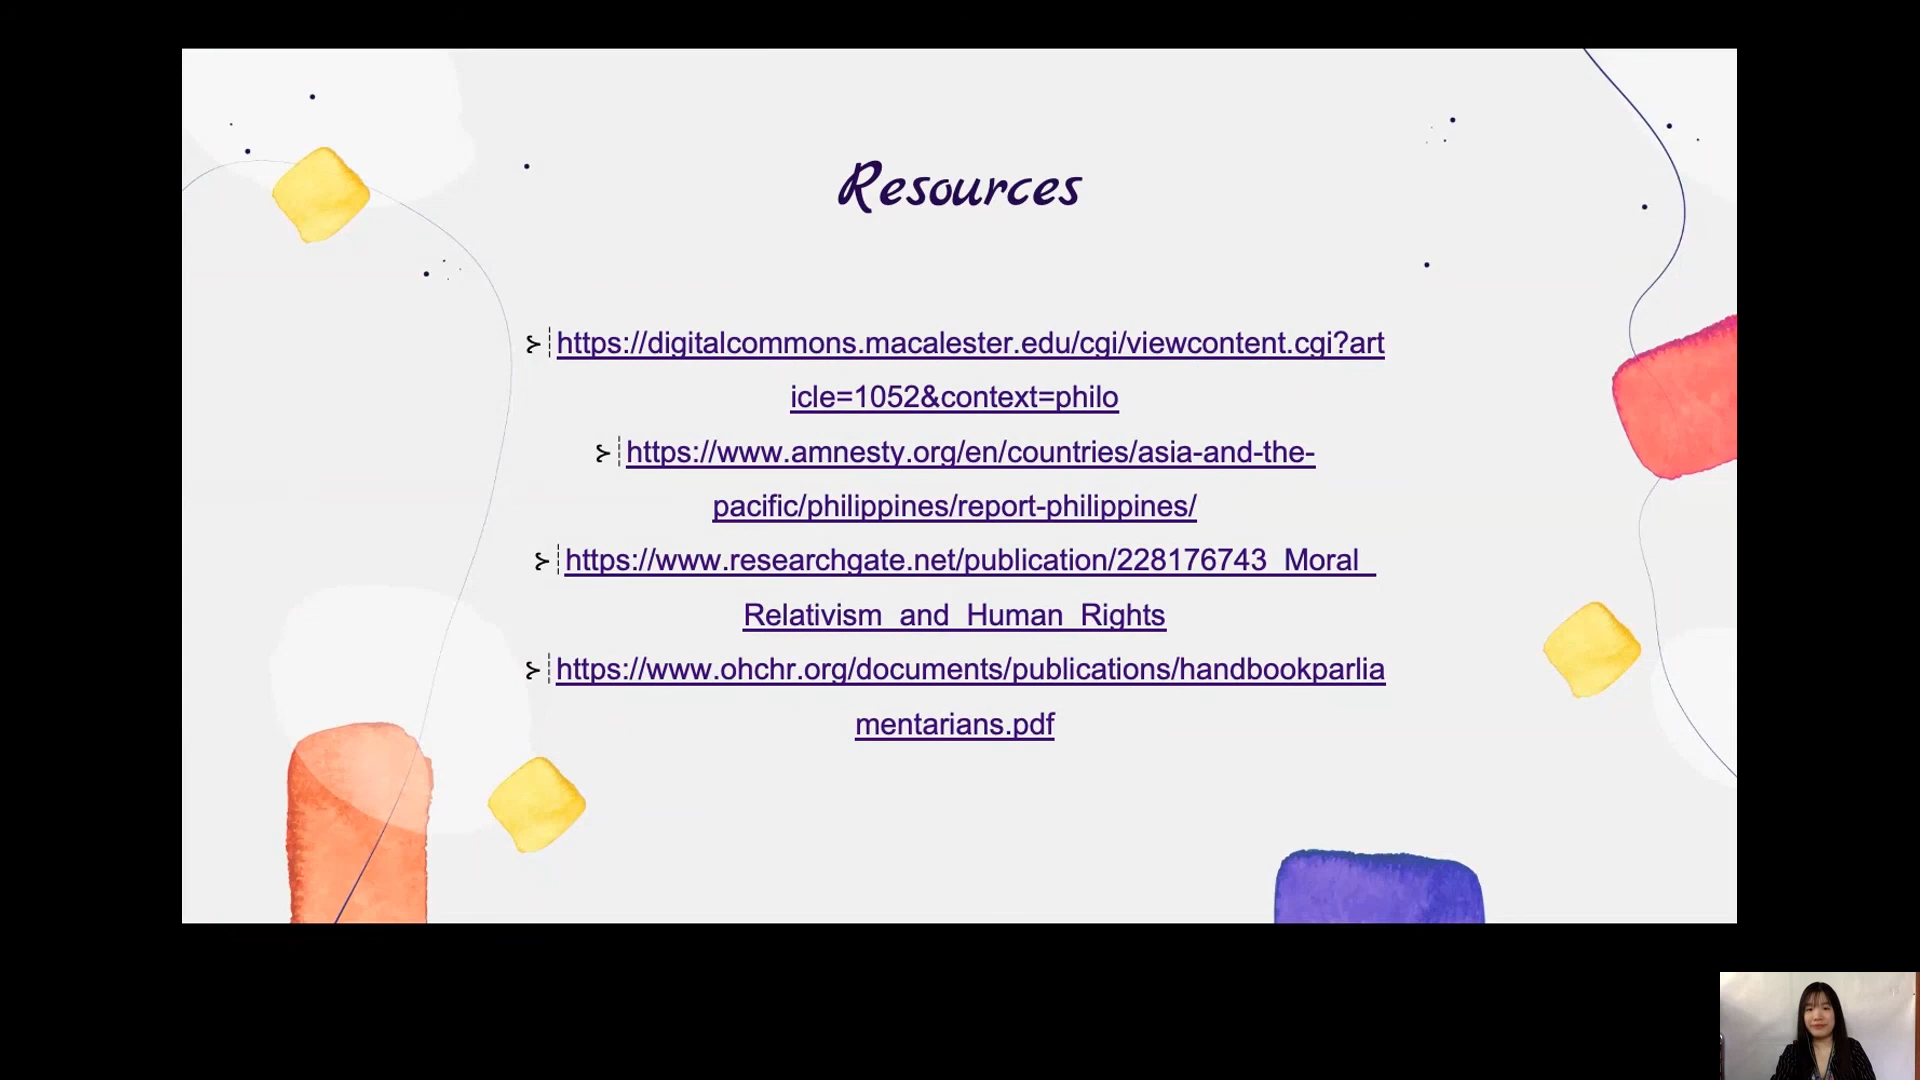 Resources
https://digitalcommons.macalester.edu/cgi/viewcontent.cgi?art
icle=1052&context=philo
https://www.amnesty.org/en/countries/asia-and-the-
pacific/philippines/report-philippines/
https://www.researchgate.net/publication/228176743_Moral_
Relativism_and_Human_Rights
https://www.ohchr.org/documents/publications/handbookparlia
mentarians.pdf